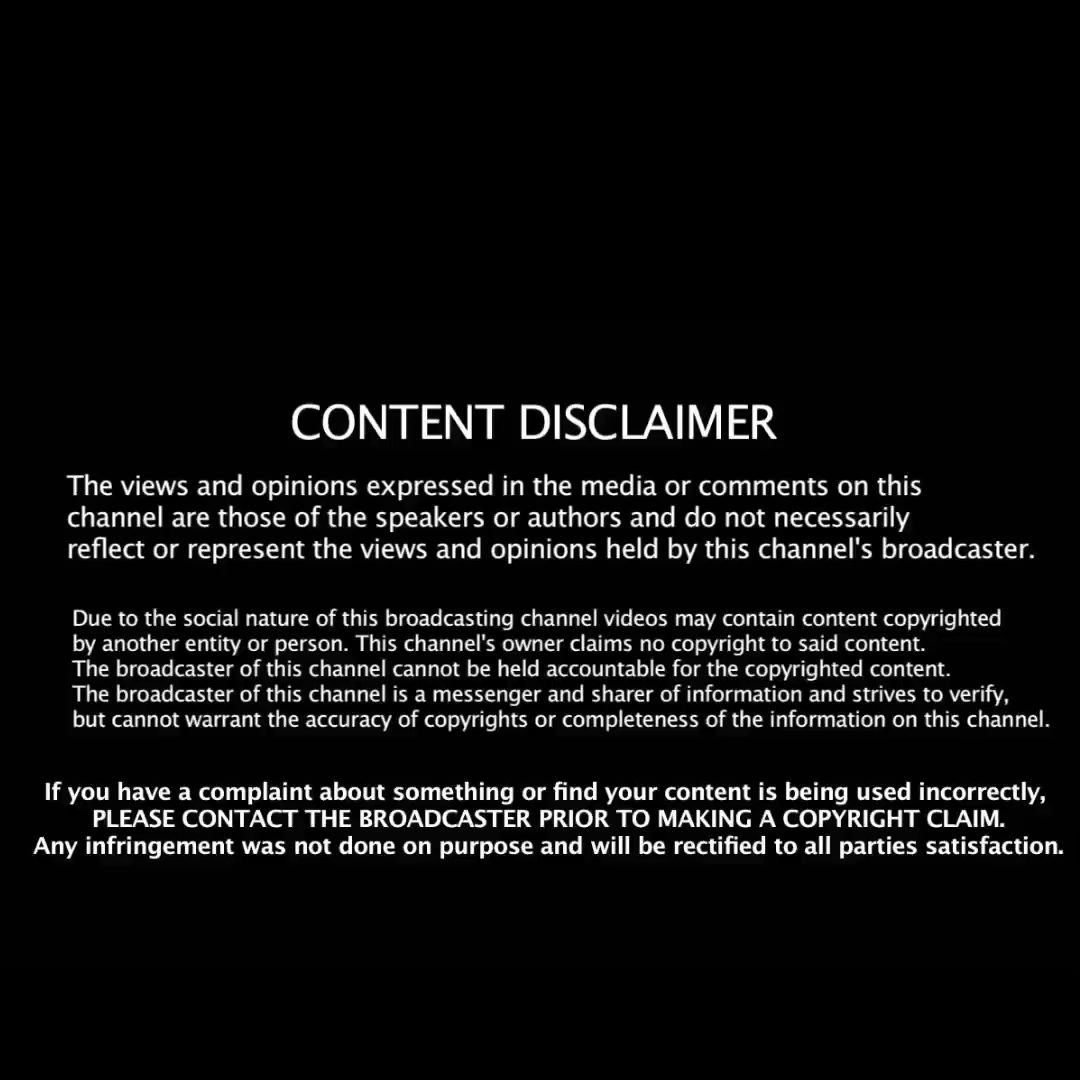 CONTENT DISCLAIMER
The views and opinions expressed in the media or comments on this
channel are those of the speakers or authors and do not necessarily
reflect or represent the views and opinions held by this channel's broadcaster.
Due to the social nature of this broadcasting channel videos may contain content copyrighted
by another entity or person. This channel's owner claims no copyright to said content.
The broadcaster of this channel cannot be held accountable for the copyrighted content.
The broadcaster of this channel is a messenger and sharer of information and strives to verify,
but cannot warrant the accuracy of copyrights or completeness of the information on this channel.
If you have a complaint about something or find your content is being used incorrectly,
PLEASE CONTACT THE BROADCASTER PRIOR TO MAKING A COPYRIGHT CLAIM.
Any infringement was not done on purpose and will be rectified to all parties satisfaction.